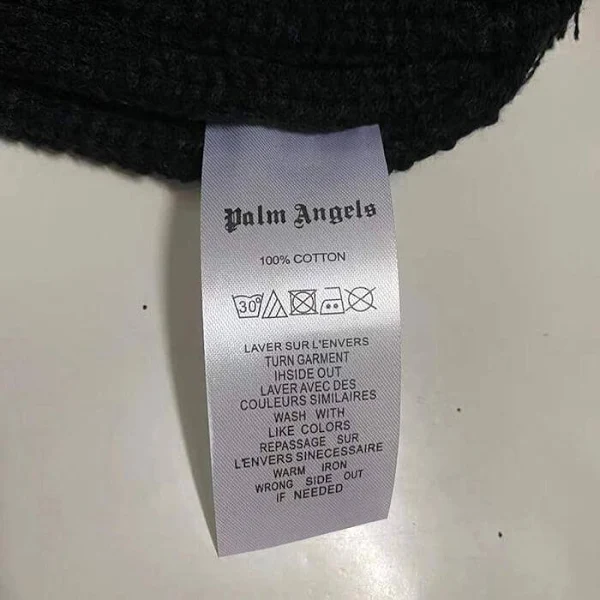 Palm Angels
100% COTTON
30°
LAVER SUR L'ENVERS
TURN GARMENT
IHSIDE OUT
LAVER AVEC DES
COULEURS SIMILAIRES
WASH WITH
LIKE COLORS
REPASSAGE SUR
L'ENVERS SINECESSAIRE
WARM IRON
WRONG SIDE OUT
IF NEEDED